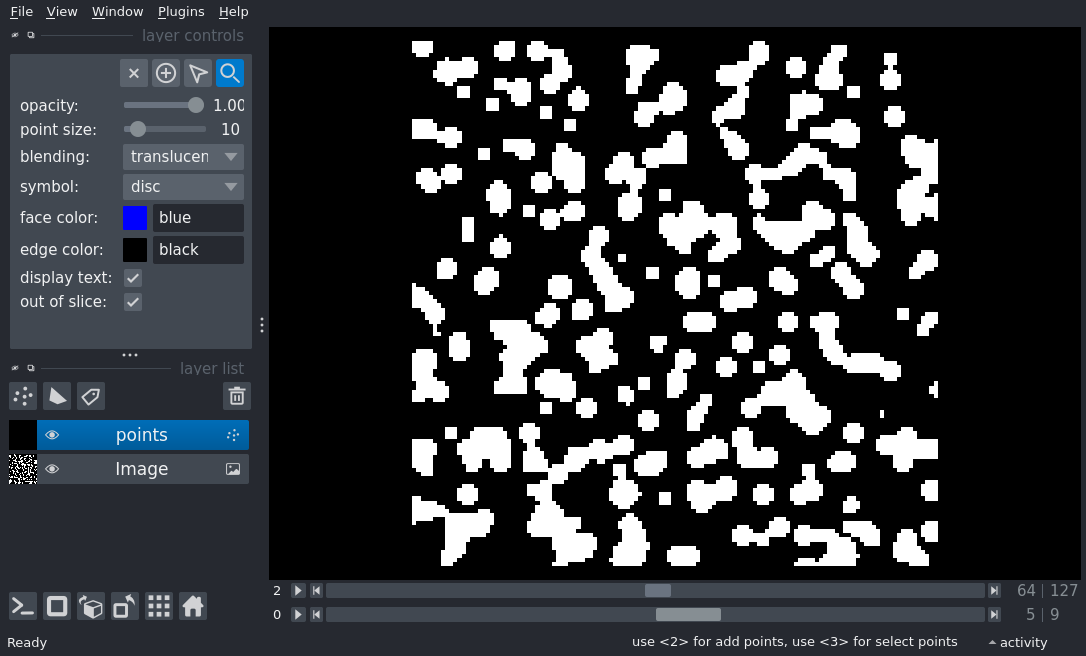 File View Window Plugins Help
layer controls
opacity: 1.00
point size: 10
blending: translucen
symbol: disc
face color: blue
edge color: black
display text:
out of slice:
layer list
points
Image
2 64 127
0 5 9
Ready use <2> for add points, use <3> for select points activity